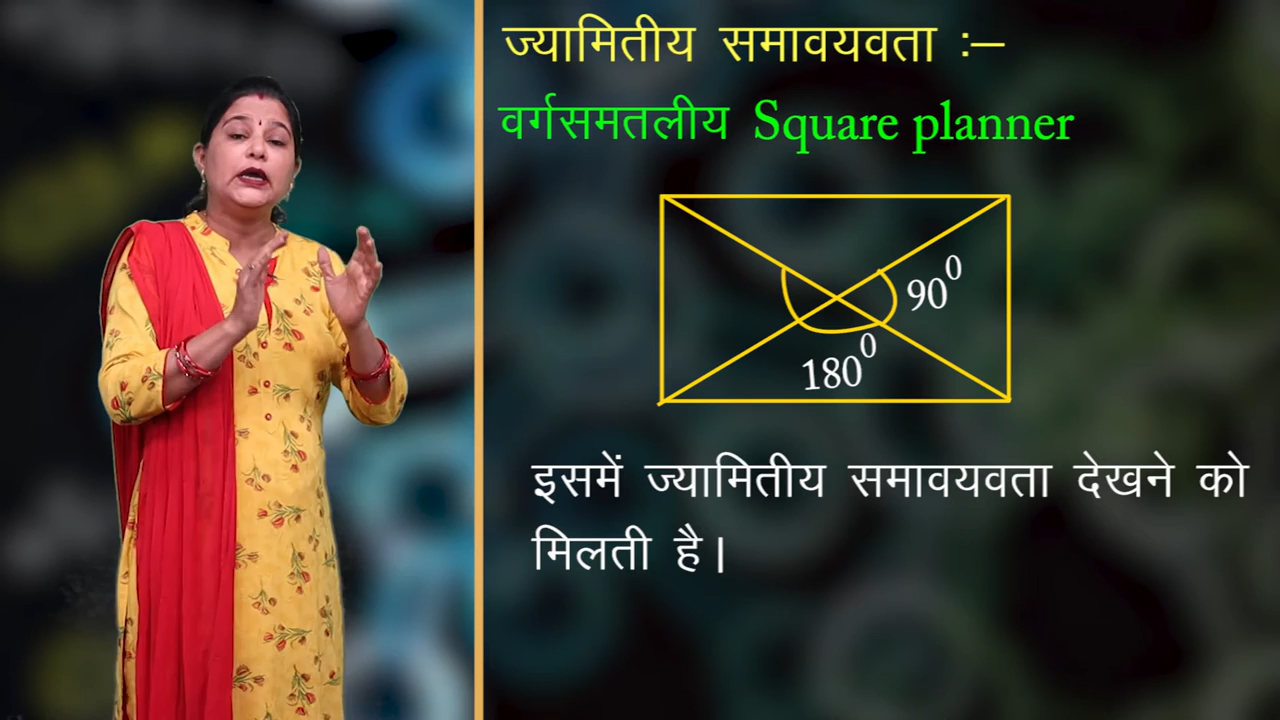 ज्यामितीय समावयवता :–
वर्गसमतलीय Square planner
90⁰
180⁰
इसमें ज्यामितीय समावयवता देखने को
मिलती है।